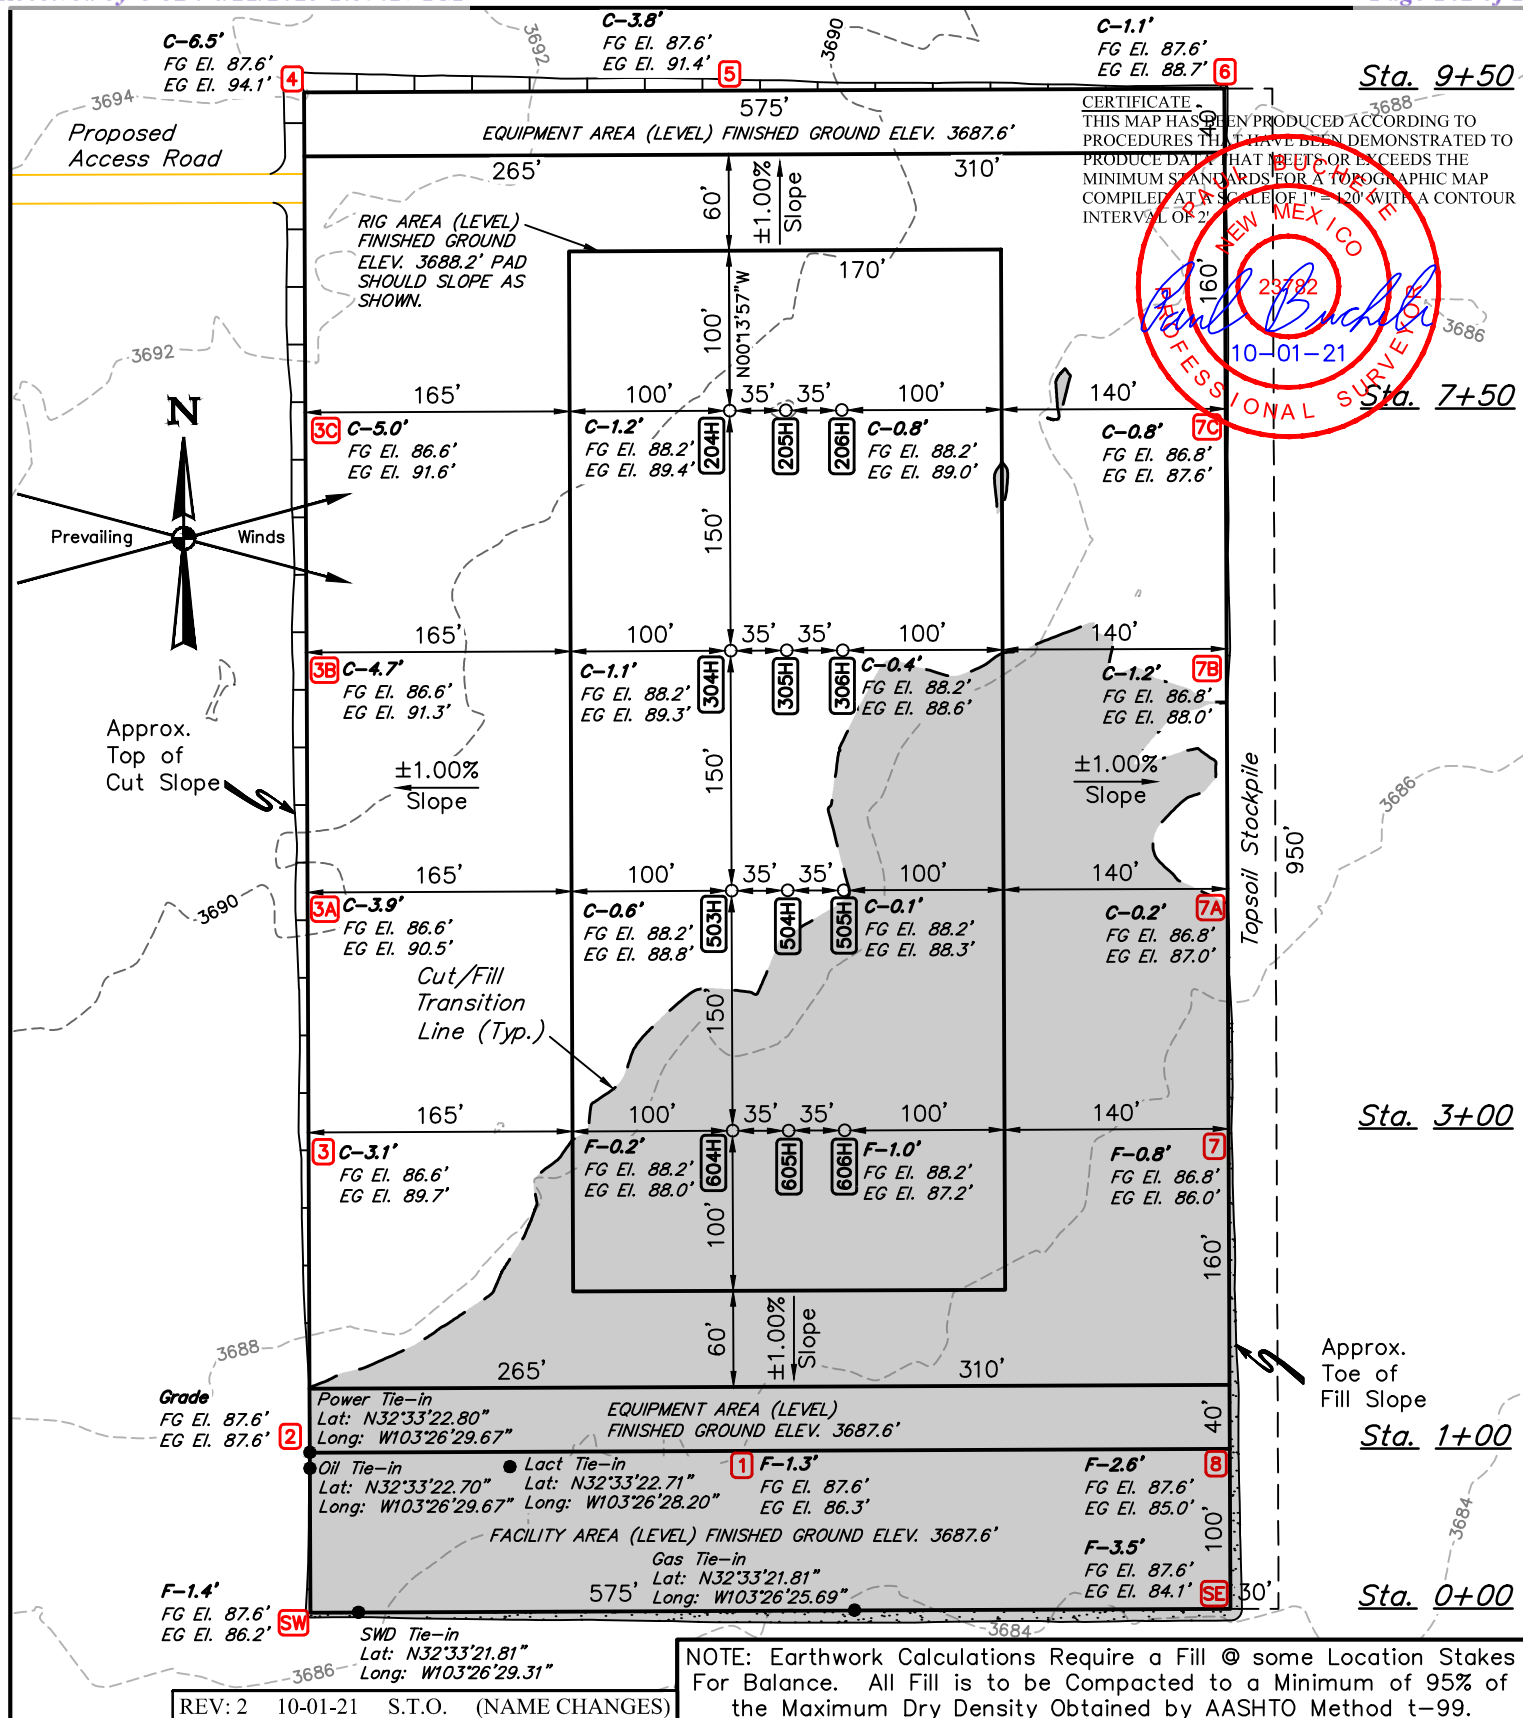 C-6.5'
FG El. 87.6'
EG El. 94.1'
4
C-3.8'
FG El. 87.6'
EG El. 91.4'
5
C-1.1'
FG El. 87.6'
EG El. 88.7'
6
3692
3690
Sta. 9+50
3694
3688
Proposed
Access Road
575'
EQUIPMENT AREA (LEVEL) FINISHED GROUND ELEV. 3687.6'
40'
CERTIFICATE
THIS MAP HAS BEEN PRODUCED ACCORDING TO
PROCEDURES THAT HAVE BEEN DEMONSTRATED TO
PRODUCE DATA THAT MEETS OR EXCEEDS THE
MINIMUM STANDARDS FOR A TOPOGRAPHIC MAP
COMPILED AT A SCALE OF 1" = 120' WITH A CONTOUR
INTERVAL OF 2'.
265'
310'
60'
±1.00%
Slope
RIG AREA (LEVEL)
FINISHED GROUND
ELEV. 3688.2' PAD
SHOULD SLOPE AS
SHOWN.
170'
100'
N00°13'57"W
160'
PAUL BUCHELE
NEW MEXICO
23782
PROFESSIONAL SURVEYOR
Paul Buchele
10-01-21
3686
3692
Sta. 7+50
N
Prevailing
Winds
165'
100'
35'
35'
100'
140'
3C
C-5.0'
FG El. 86.6'
EG El. 91.6'
C-1.2'
FG El. 88.2'
EG El. 89.4'
204H
205H
206H
C-0.8'
FG El. 88.2'
EG El. 89.0'
C-0.8'
FG El. 86.8'
EG El. 87.6'
7C
150'
165'
100'
35'
35'
100'
140'
3B
C-4.7'
FG El. 86.6'
EG El. 91.3'
C-1.1'
FG El. 88.2'
EG El. 89.3'
304H
305H
306H
C-0.4'
FG El. 88.2'
EG El. 88.6'
C-1.2'
FG El. 86.8'
EG El. 88.0'
7B
Approx.
Top of
Cut Slope
±1.00%
Slope
150'
±1.00%
Slope
Topsoil Stockpile
950'
3686
165'
100'
35'
35'
100'
140'
3690
3A
C-3.9'
FG El. 86.6'
EG El. 90.5'
C-0.6'
FG El. 88.2'
EG El. 88.8'
503H
504H
505H
C-0.1'
FG El. 88.2'
EG El. 88.3'
C-0.2'
FG El. 86.8'
EG El. 87.0'
7A
Cut/Fill
Transition
Line (Typ.)
150'
165'
100'
35'
35'
100'
140'
Sta. 3+00
3
C-3.1'
FG El. 86.6'
EG El. 89.7'
F-0.2'
FG El. 88.2'
EG El. 88.0'
604H
605H
606H
F-1.0'
FG El. 88.2'
EG El. 87.2'
F-0.8'
FG El. 86.8'
EG El. 86.0'
7
100'
160'
60'
±1.00%
Slope
3688
265'
310'
Approx.
Toe of
Fill Slope
Grade
FG El. 87.6'
EG El. 87.6'
2
Power Tie-in
Lat: N32°33'22.80"
Long: W103°26'29.67"
EQUIPMENT AREA (LEVEL)
FINISHED GROUND ELEV. 3687.6'
40'
Sta. 1+00
Oil Tie-in
Lat: N32°33'22.70"
Long: W103°26'29.67"
Lact Tie-in
Lat: N32°33'22.71"
Long: W103°26'28.20"
1
F-1.3'
FG El. 87.6'
EG El. 86.3'
F-2.6'
FG El. 87.6'
EG El. 85.0'
8
100'
3684
FACILITY AREA (LEVEL) FINISHED GROUND ELEV. 3687.6'
Gas Tie-in
Lat: N32°33'21.81"
Long: W103°26'25.69"
F-3.5'
FG El. 87.6'
EG El. 84.1'
SE
30'
Sta. 0+00
F-1.4'
FG El. 87.6'
EG El. 86.2'
SW
575'
SWD Tie-in
Lat: N32°33'21.81"
Long: W103°26'29.31"
3684
3686
NOTE: Earthwork Calculations Require a Fill @ some Location Stakes
For Balance. All Fill is to be Compacted to a Minimum of 95% of
the Maximum Dry Density Obtained by AASHTO Method t-99.
REV: 2 10-01-21 S.T.O. (NAME CHANGES)